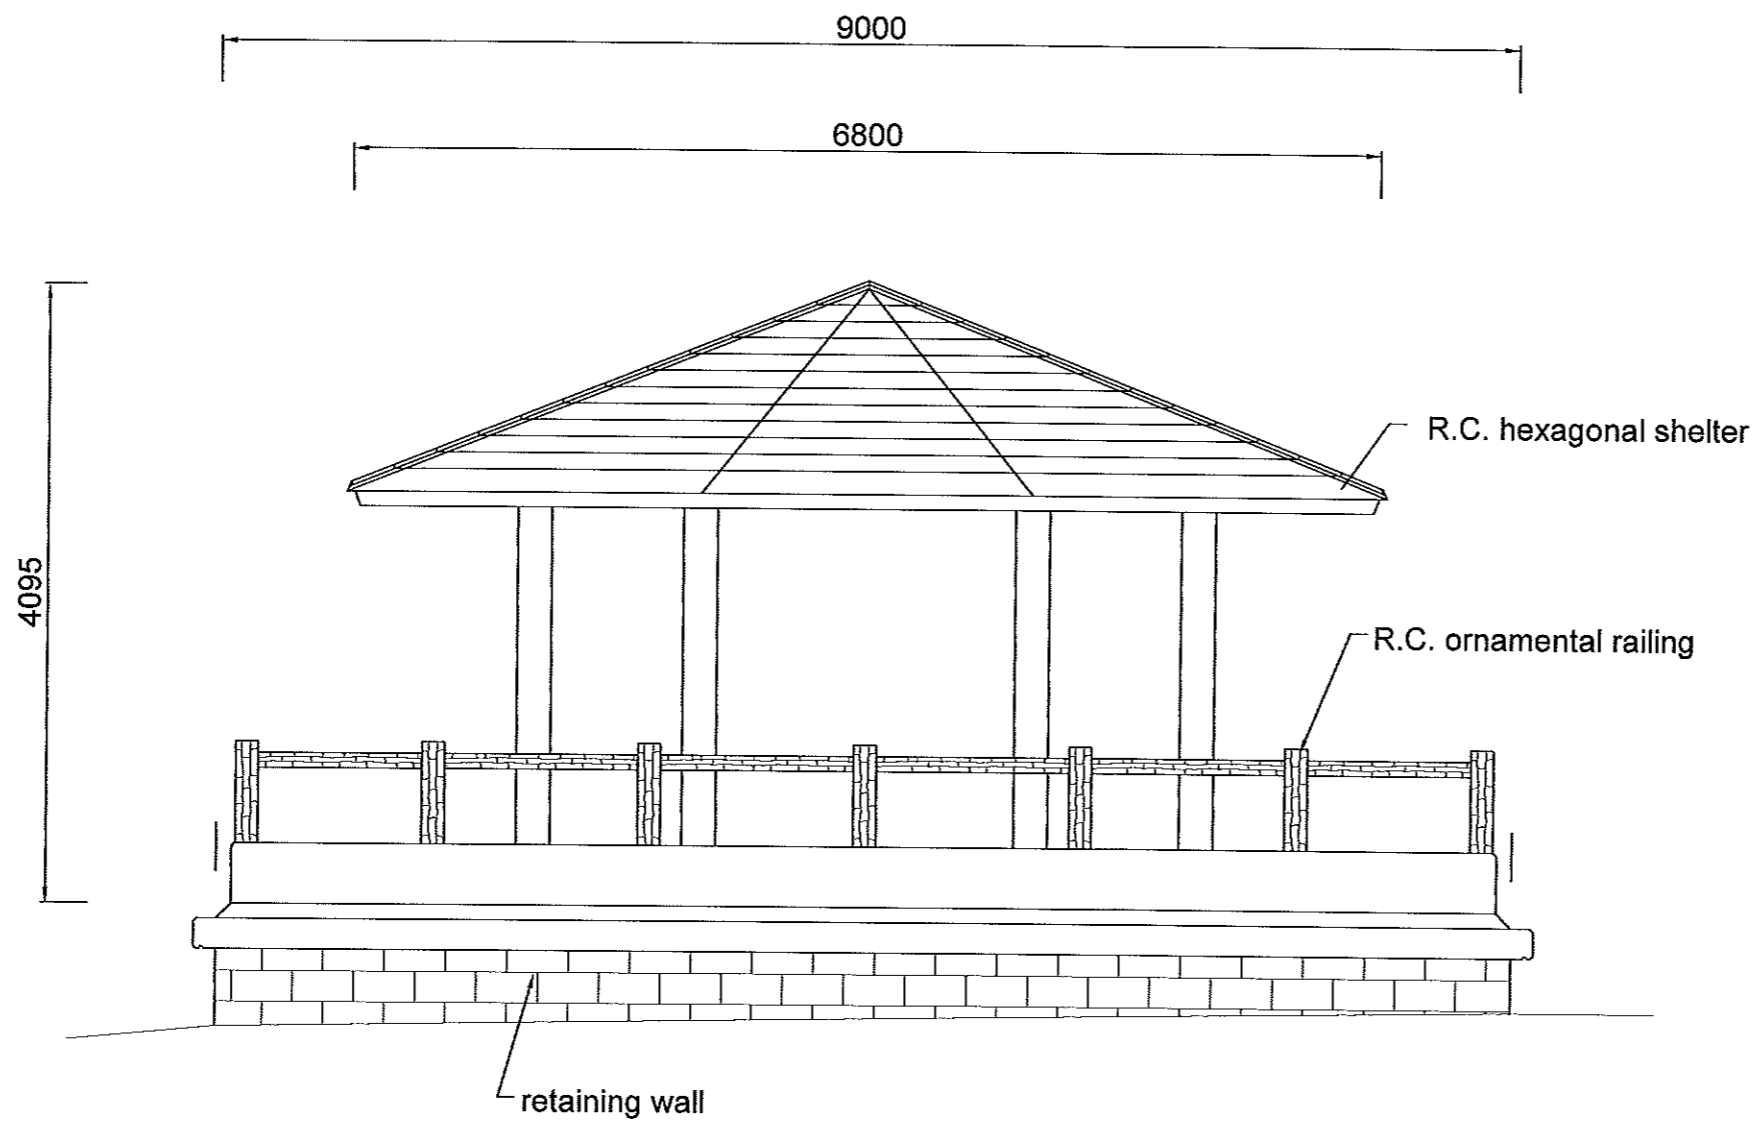 9000
6800
R.C. hexagonal shelter
4095
R.C. ornamental railing
retaining wall